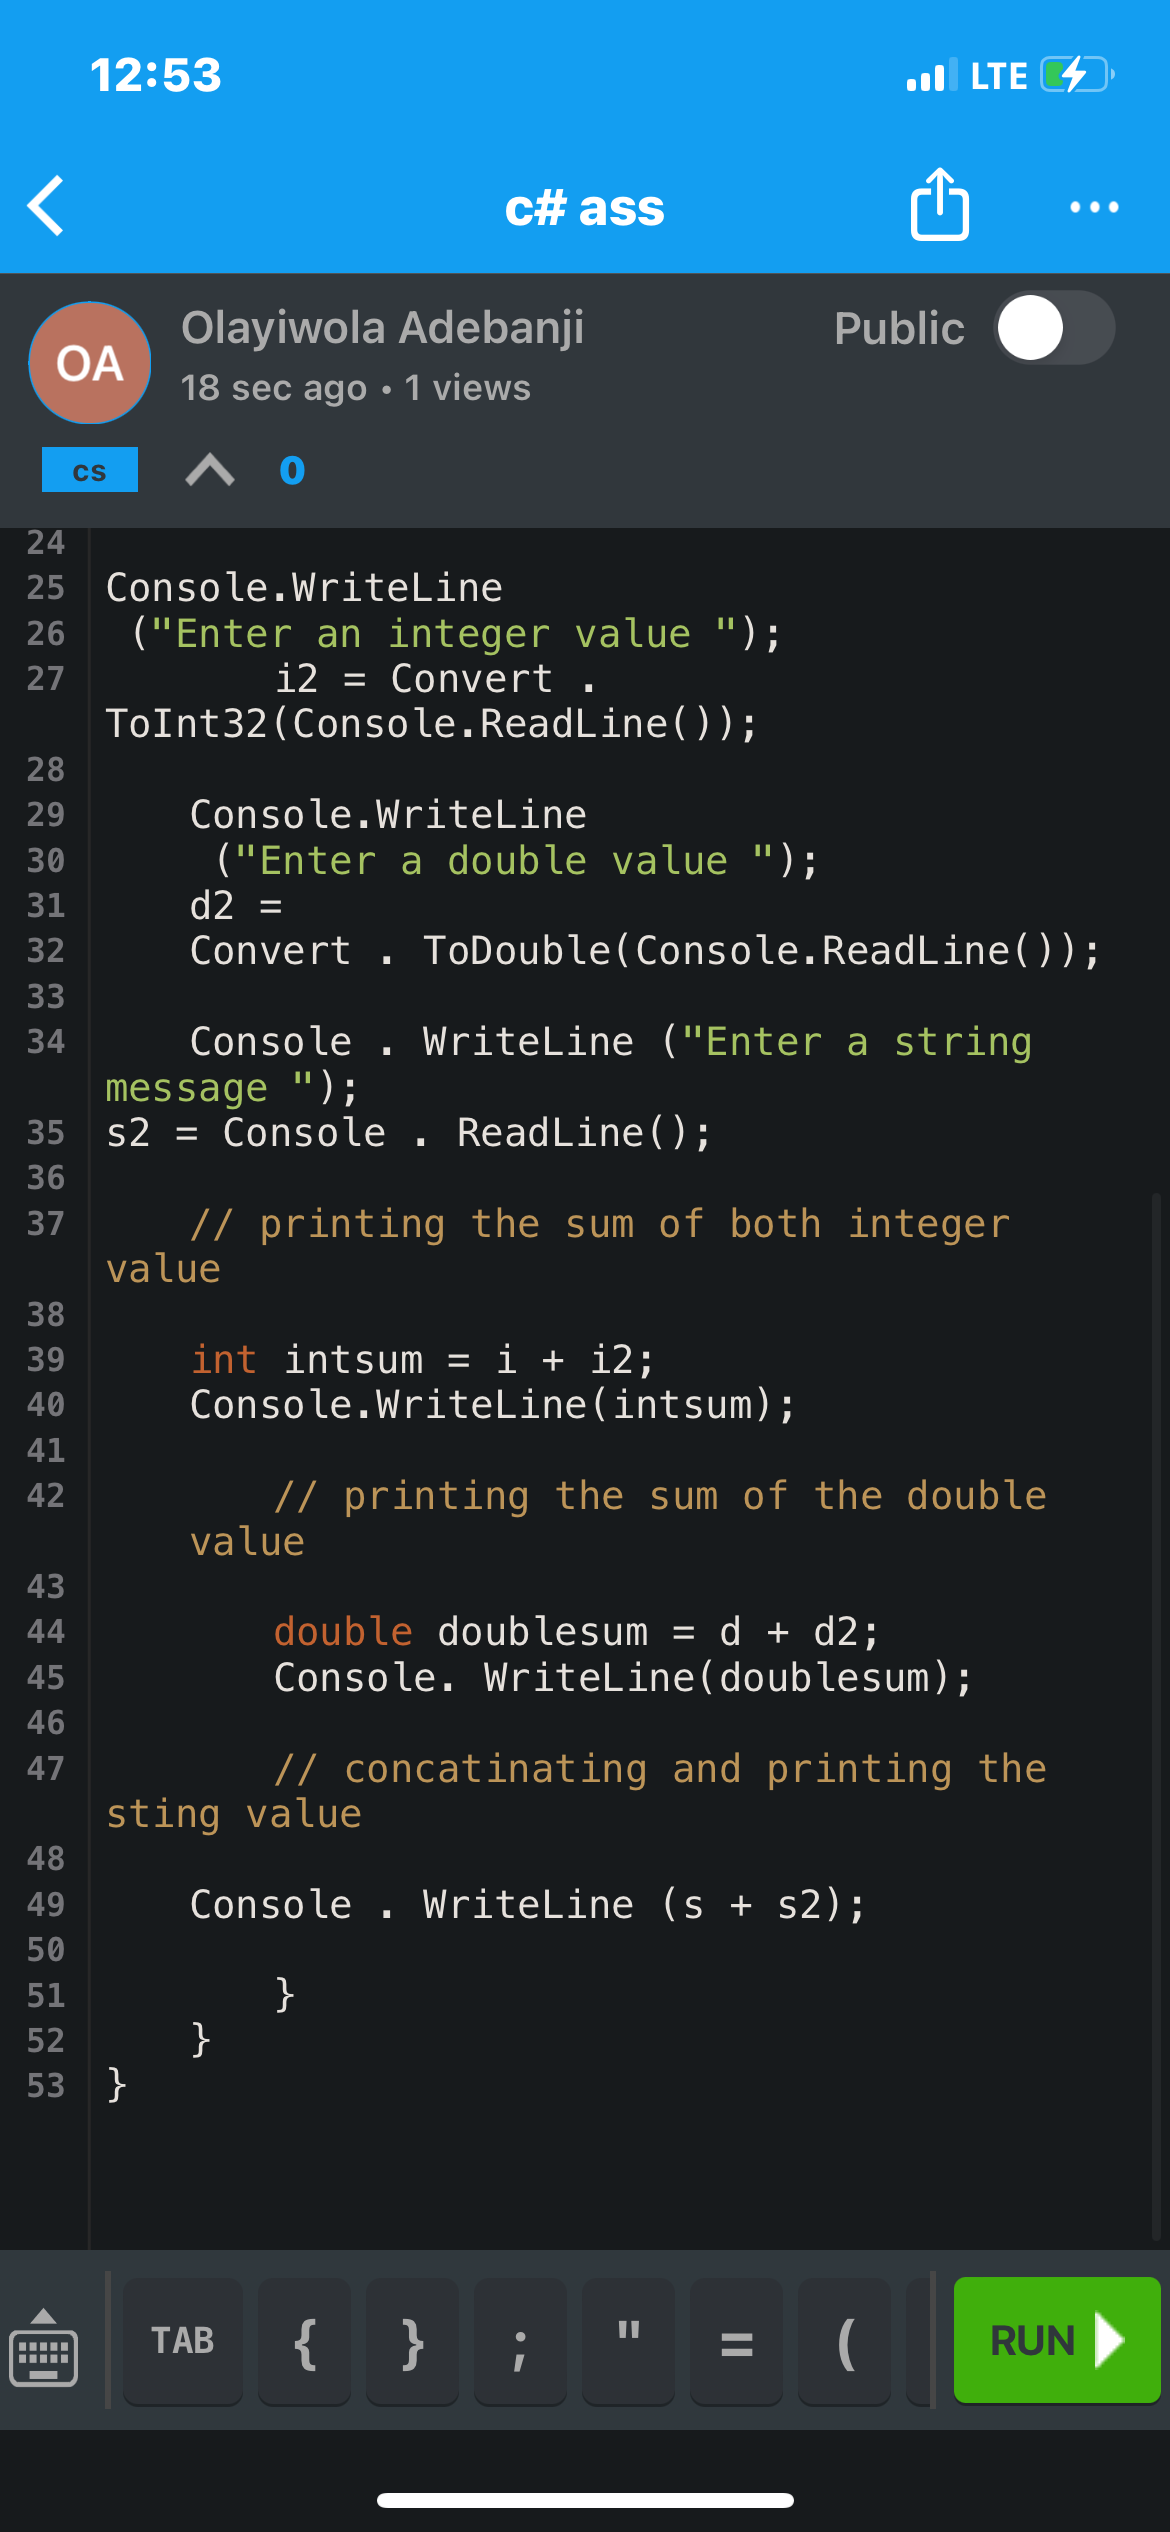 12:53
LTE
c# ass
OA
Olayiwola Adebanji
Public
18 sec ago • 1 views
cs
0
24
25 Console.WriteLine
26 ("Enter an integer value ");
27 i2 = Convert .
ToInt32(Console.ReadLine());
28
29 Console.WriteLine
30 ("Enter a double value ");
31 d2 =
32 Convert . ToDouble(Console.ReadLine());
33
34 Console . WriteLine ("Enter a string
message ");
35 s2 = Console . ReadLine();
36
37 // printing the sum of both integer
value
38
39 int intsum = i + i2;
40 Console.WriteLine(intsum);
41
42 // printing the sum of the double
value
43
44 double doublesum = d + d2;
45 Console. WriteLine(doublesum);
46
47 // concatinating and printing the
sting value
48
49 Console . WriteLine (s + s2);
50
51 }
52 }
53 }
TAB { } ; " = ( RUN